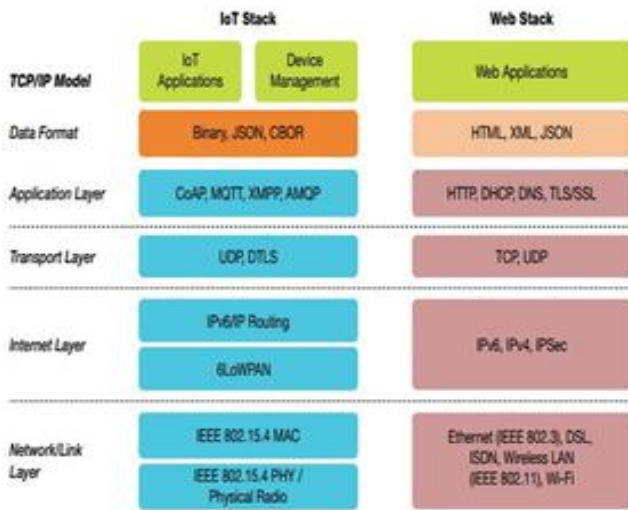 IoT Stack
Web Stack
TCP/IP Model
IoT
Applications
Device
Management
Web Applications
Data Format
Binary, JSON, CBOR
HTML, XML, JSON
Application Layer
CoAP, MQTT, XMPP, AMQP
HTTP, DHCP, DNS, TLS/SSL
Transport Layer
UDP, DTLS
TCP, UDP
Internet Layer
IPv6/IP Routing
6LoWPAN
IPv6, IPv4, IPSec
Network/Link
Layer
IEEE 802.15.4 MAC
IEEE 802.15.4 PHY /
Physical Radio
Ethernet (IEEE 802.3), DSL,
ISDN, Wireless LAN
(IEEE 802.11), Wi-Fi